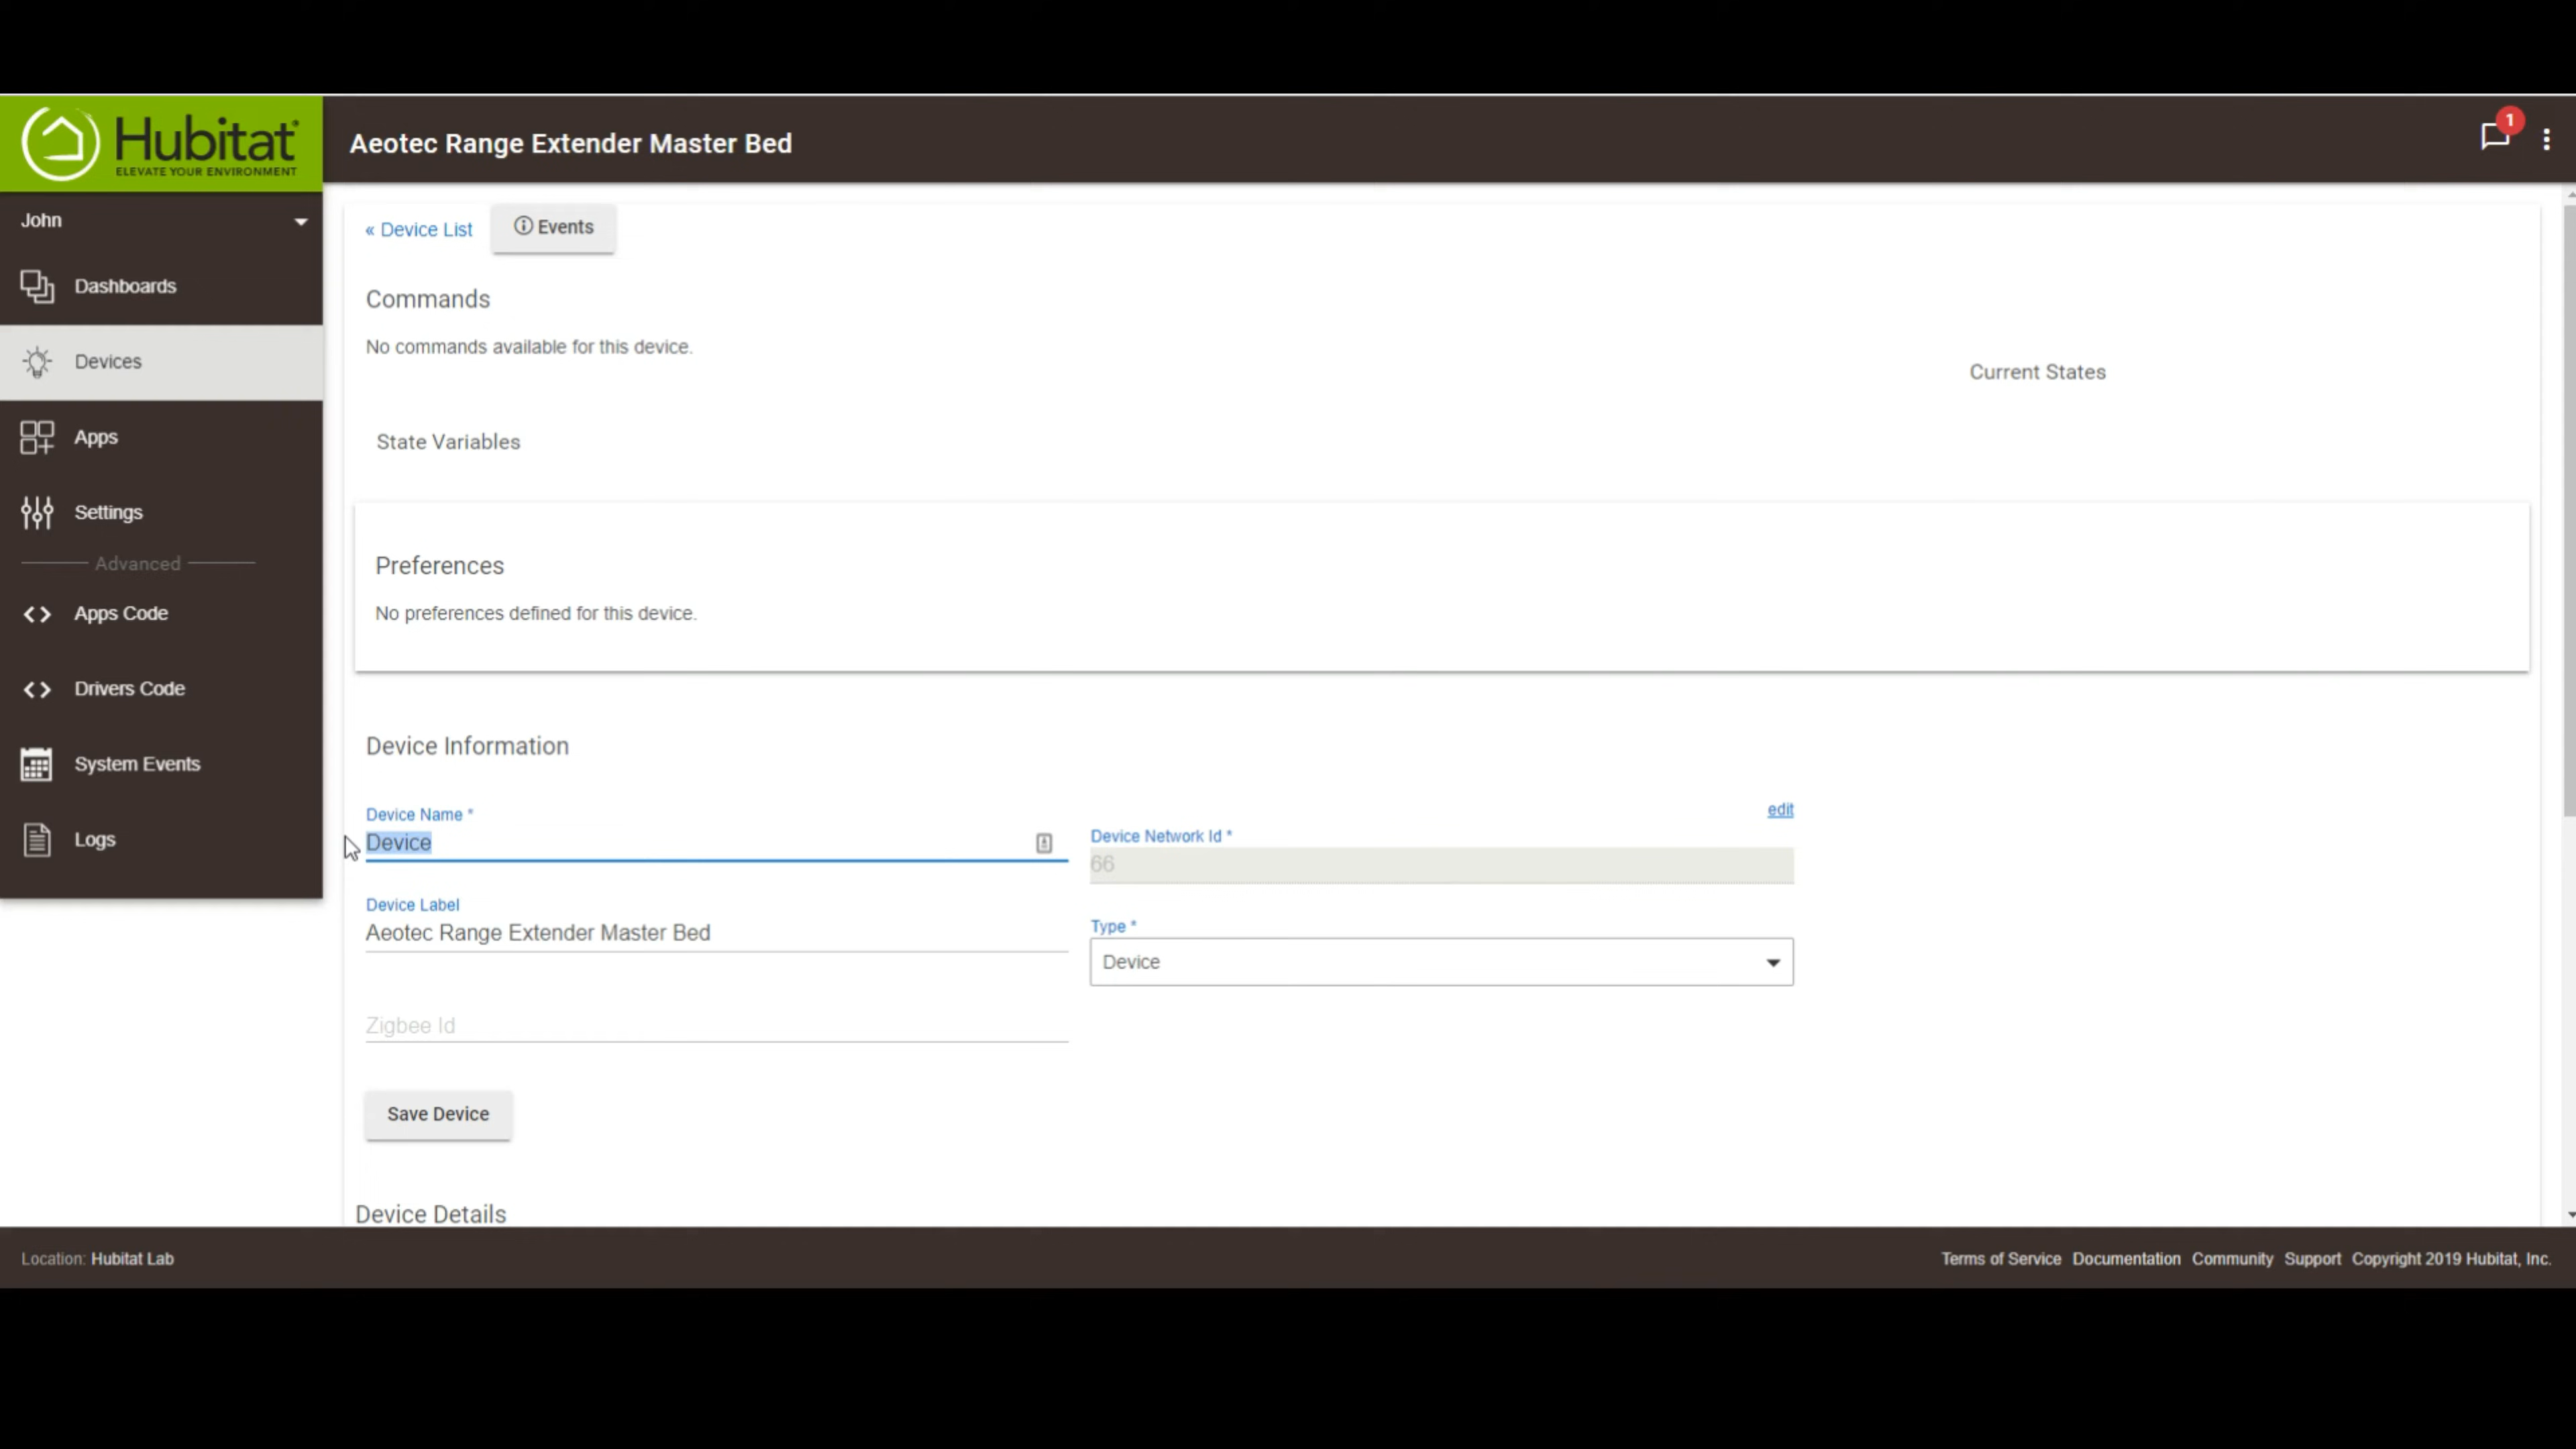 Hubitat®
ELEVATE YOUR ENVIRONMENT
Aeotec Range Extender Master Bed
1
John
Dashboards
Devices
Apps
Settings
Advanced
Apps Code
Drivers Code
System Events
Logs
« Device List
Events
Commands
No commands available for this device.
Current States
State Variables
Preferences
No preferences defined for this device.
Device Information
edit
Device Name *
Device
Device Network Id *
66
Device Label
Aeotec Range Extender Master Bed
Type *
Device
Zigbee Id
Save Device
Device Details
Location: Hubitat Lab
Terms of Service Documentation Community Support Copyright 2019 Hubitat, Inc.